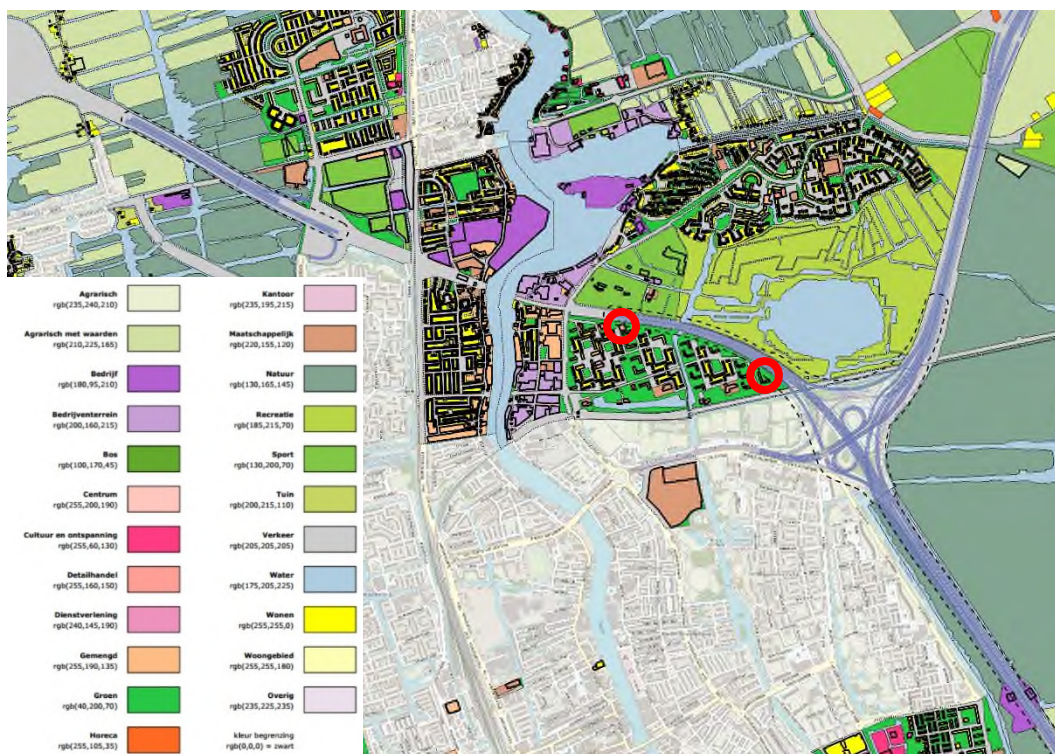 Agrarisch
rgb(235,240,210)
Agrarisch met waarden
rgb(210,225,165)
Bedrijf
rgb(180,95,210)
Bedrijventerrein
rgb(200,160,215)
Bos
rgb(100,170,45)
Centrum
rgb(255,200,190)
Cultuur en ontspanning
rgb(255,60,130)
Detailhandel
rgb(255,160,150)
Dienstverlening
rgb(240,145,190)
Gemengd
rgb(255,190,135)
Groen
rgb(40,200,70)
Horeca
rgb(255,105,35)
Kantoor
rgb(235,195,215)
Maatschappelijk
rgb(220,155,120)
Natuur
rgb(130,165,145)
Recreatie
rgb(185,215,70)
Sport
rgb(130,200,70)
Tuin
rgb(200,215,110)
Verkeer
rgb(205,205,205)
Water
rgb(175,205,225)
Wonen
rgb(255,255,0)
Woongebied
rgb(255,255,180)
Overig
rgb(235,225,235)
kleur begrenzing
rgb(0,0,0) = zwart